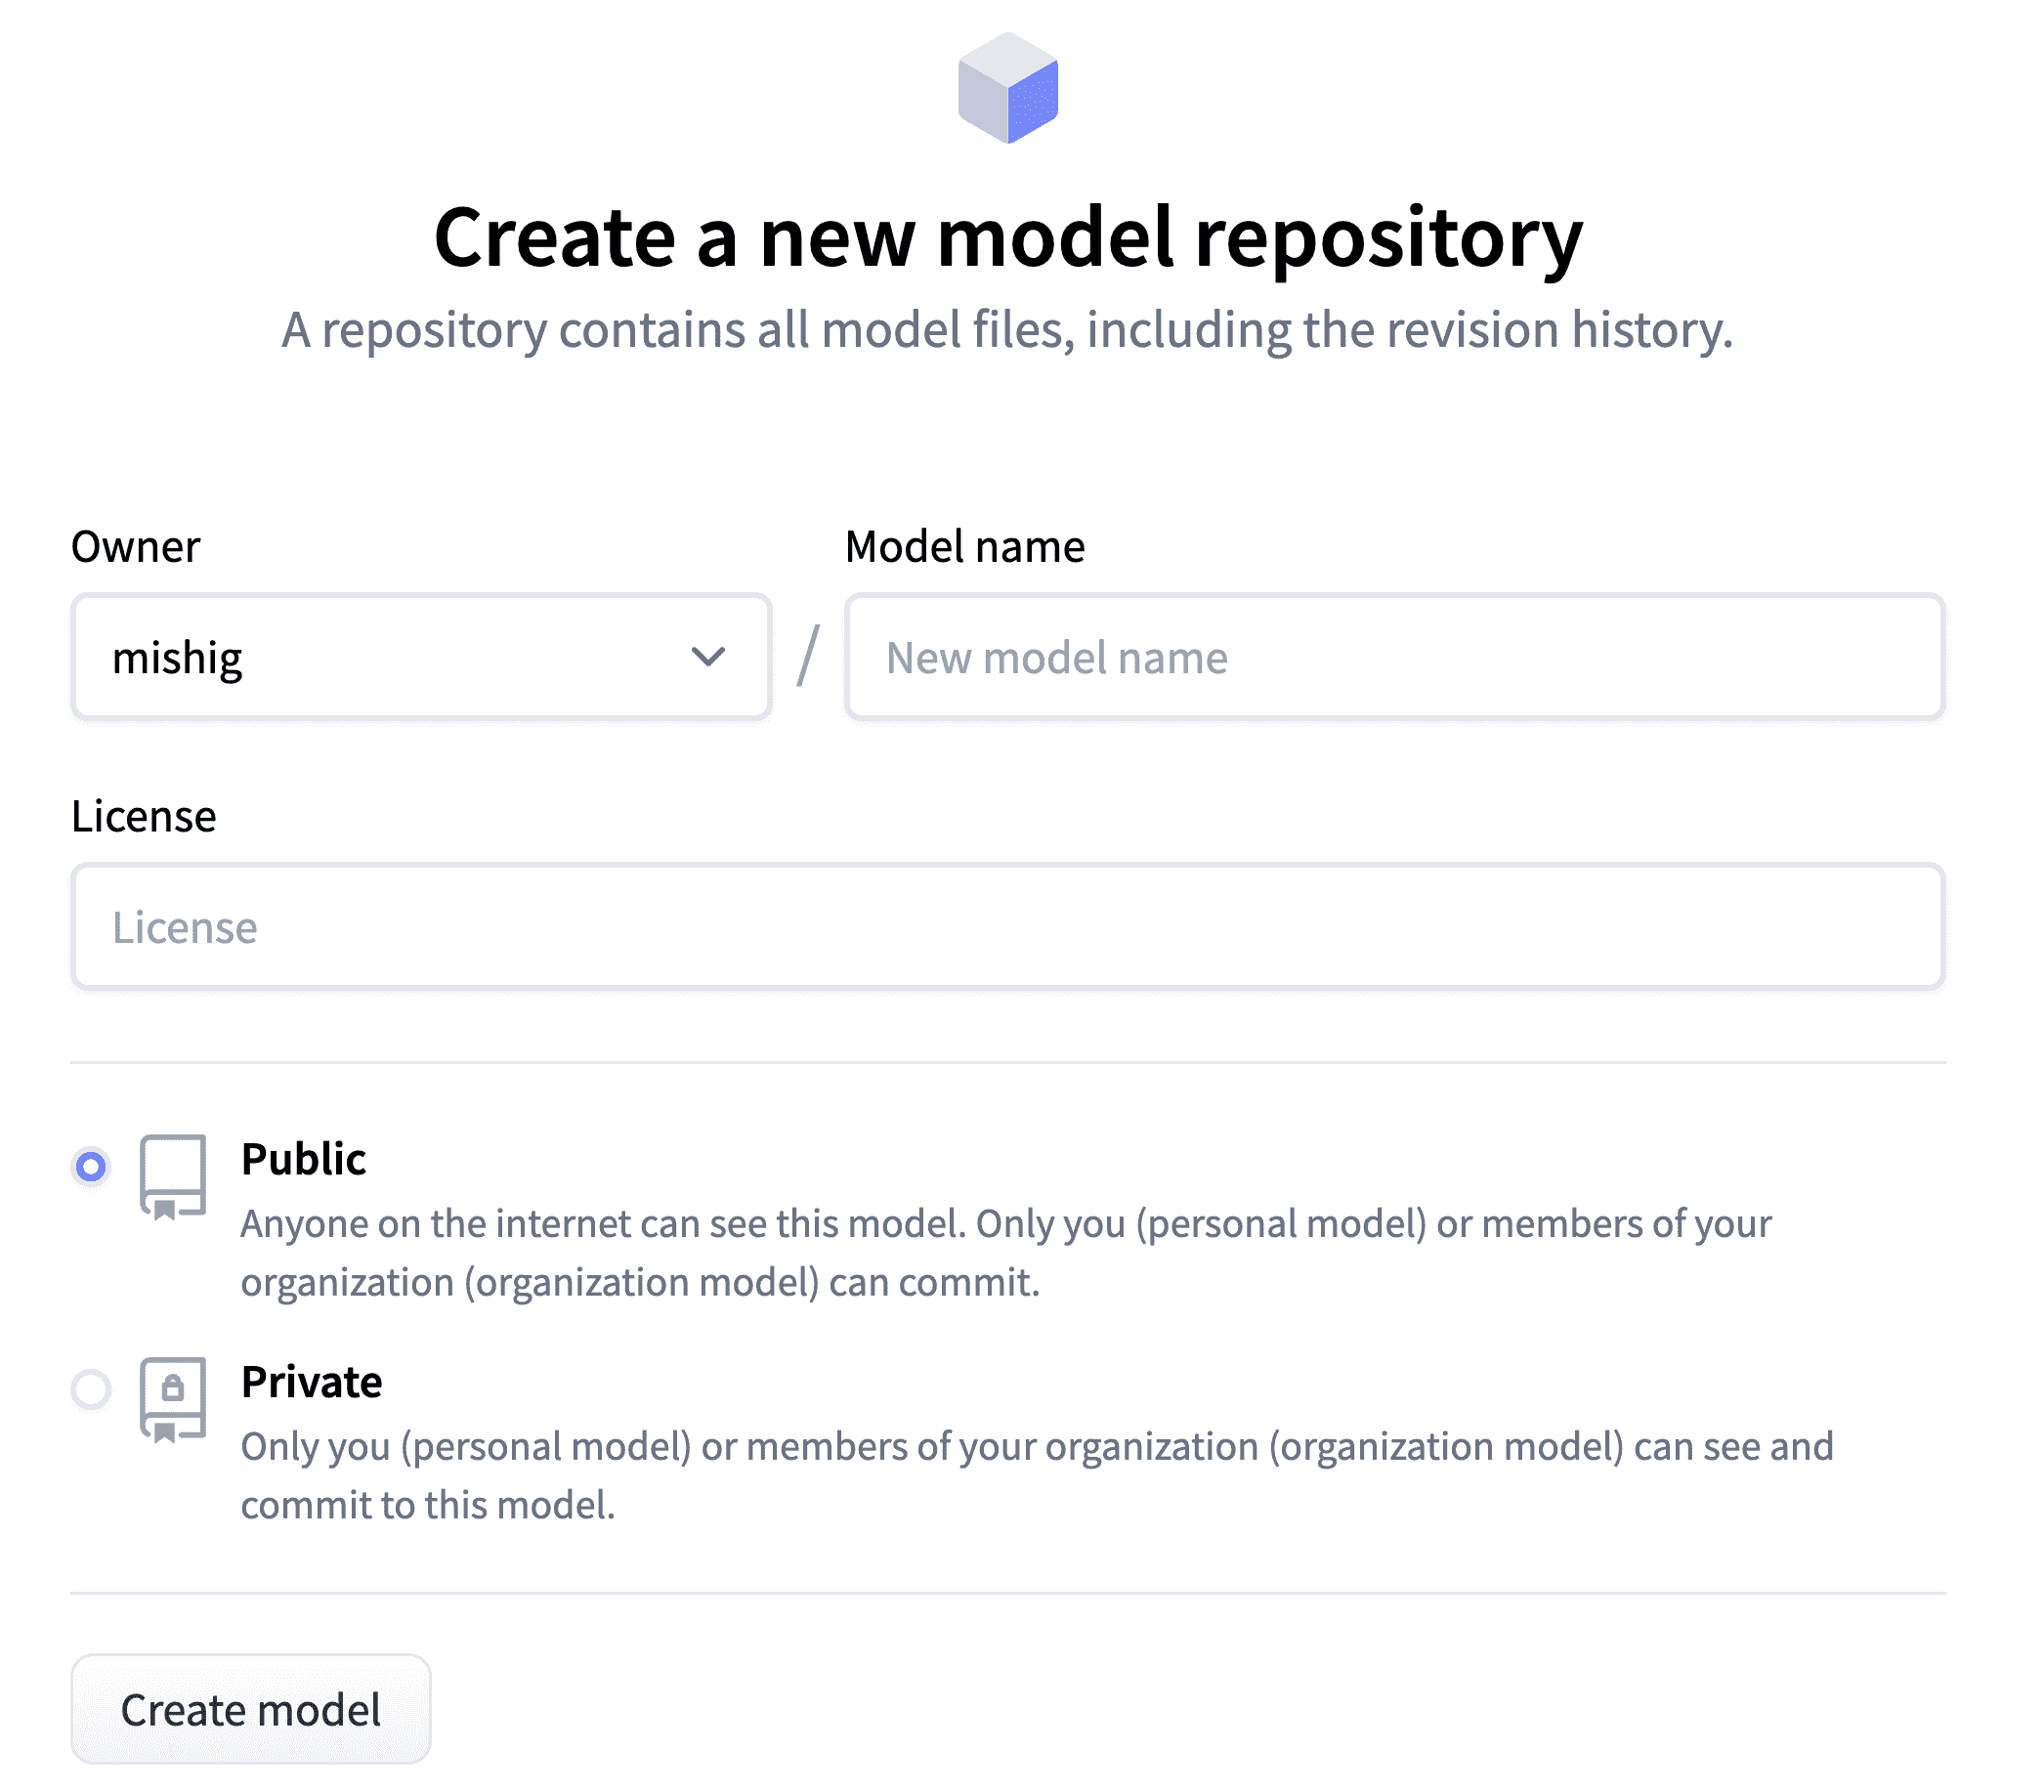 Create a new model repository
A repository contains all model files, including the revision history.
Owner
Model name
mishig
/
New model name
License
License
Public
Anyone on the internet can see this model. Only you (personal model) or members of your
organization (organization model) can commit.
Private
Only you (personal model) or members of your organization (organization model) can see and
commit to this model.
Create model